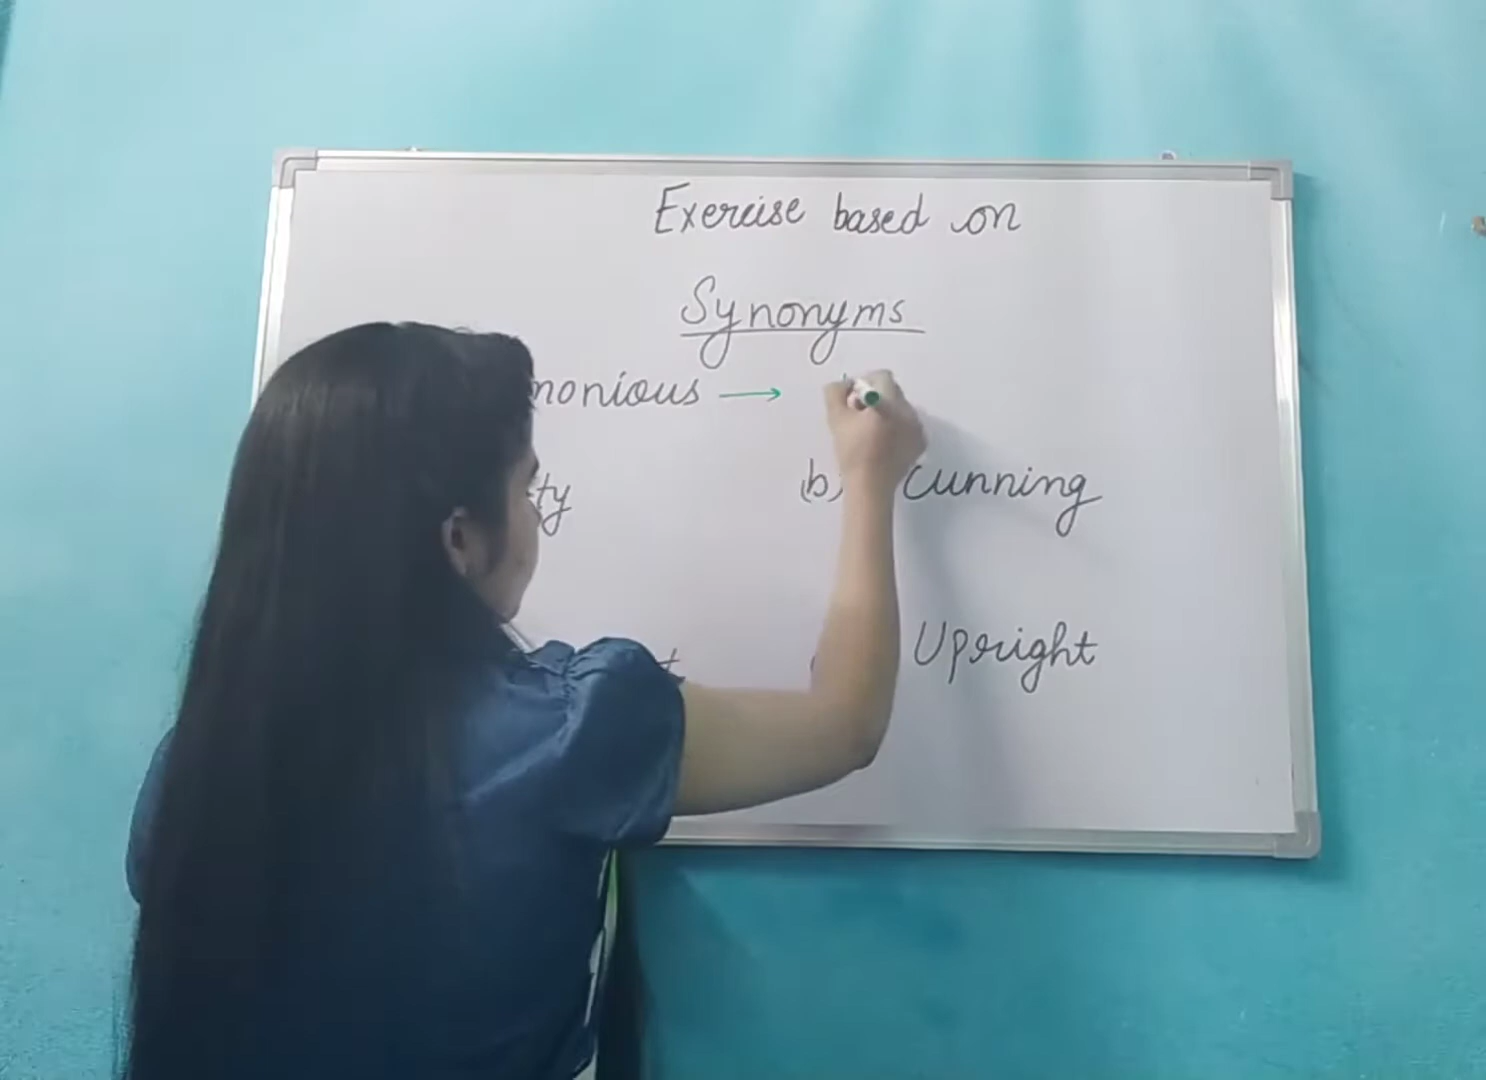 Exercise based on
Synonyms
monious →
ty (b) Cunning
t Upright